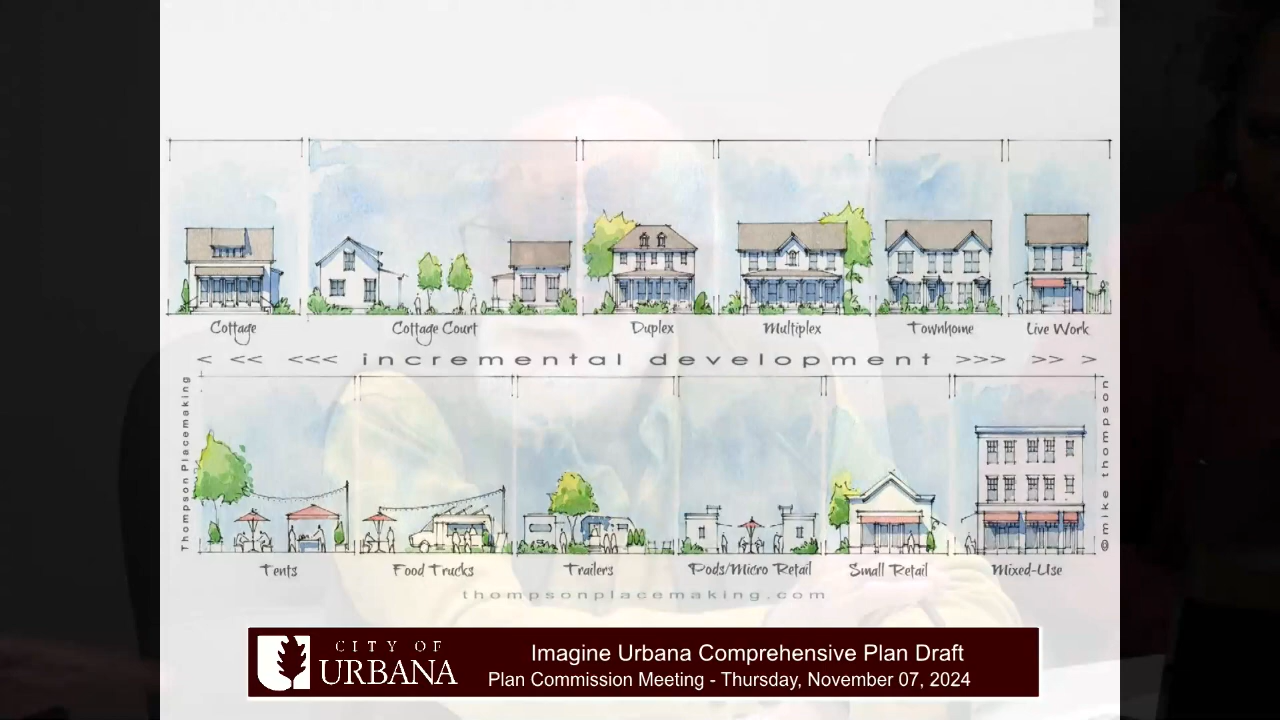 Cottage
Cottage Court
Duplex
Multiplex
Townhome
Live Work
< << <<< incremental development >>> >> >
ThompsonPlacemaking
©mike thompson
Tents
Food Trucks
Trailers
Pods/Micro Retail
Small Retail
Mixed-Use
thompsonplacemaking.com
CITY OF
URBANA
Imagine Urbana Comprehensive Plan Draft
Plan Commission Meeting - Thursday, November 07, 2024